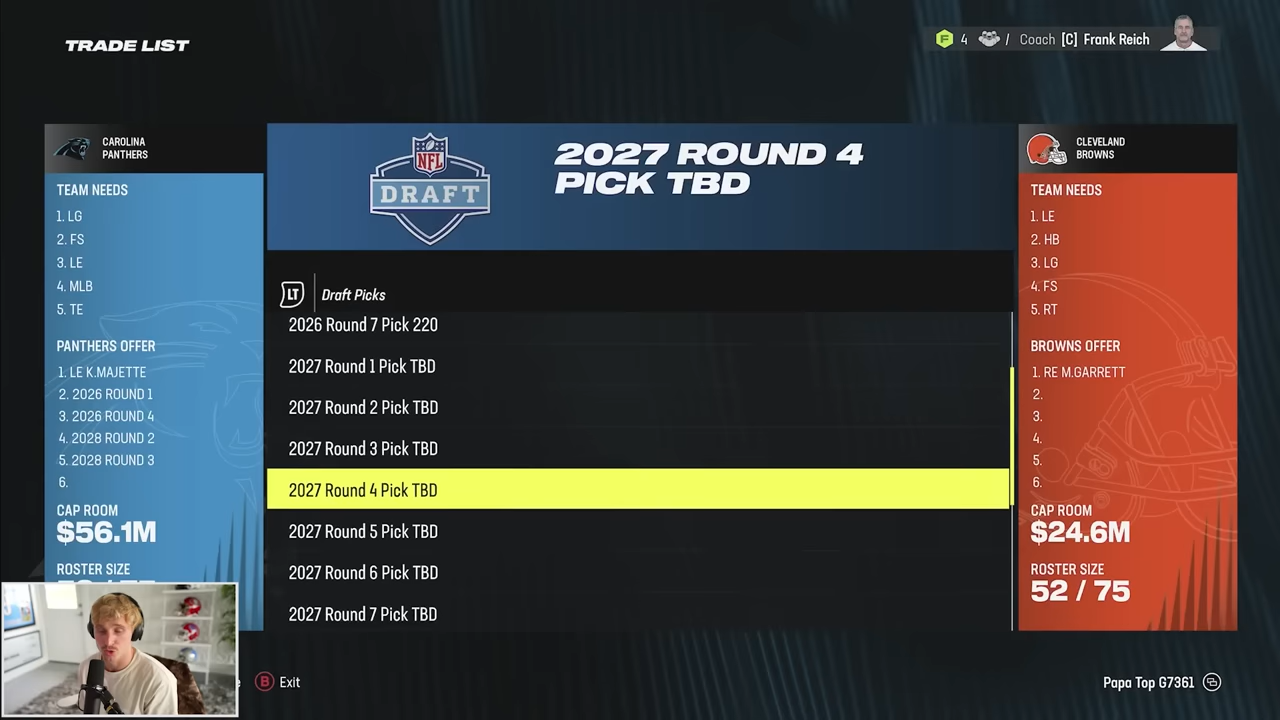 TRADE LIST
4 / Coach [C] Frank Reich
CAROLINA
PANTHERS
TEAM NEEDS
1. LG
2. FS
3. LE
4. MLB
5. TE
PANTHERS OFFER
1. LE K.MAJETTE
2. 2026 ROUND 1
3. 2026 ROUND 4
4. 2028 ROUND 2
5. 2028 ROUND 3
6.
CAP ROOM
$56.1M
ROSTER SIZE
NFL
DRAFT
2027 ROUND 4
PICK TBD
LT Draft Picks
2026 Round 7 Pick 220
2027 Round 1 Pick TBD
2027 Round 2 Pick TBD
2027 Round 3 Pick TBD
2027 Round 4 Pick TBD
2027 Round 5 Pick TBD
2027 Round 6 Pick TBD
2027 Round 7 Pick TBD
CLEVELAND
BROWNS
TEAM NEEDS
1. LE
2. HB
3. LG
4. FS
5. RT
BROWNS OFFER
1. RE M.GARRETT
2.
3.
4.
5.
6.
CAP ROOM
$24.6M
ROSTER SIZE
52 / 75
B Exit
Papa Top G7361